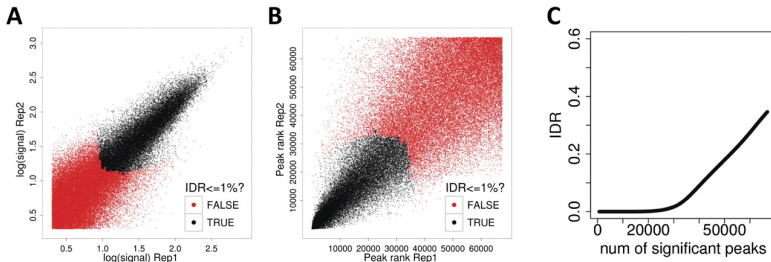 A
log(signal) Rep2
3.0
2.5
2.0
1.5
1.0
0.5
0.5 1.0 1.5 2.0 2.5
log(signal) Rep1
IDR<=1%?
FALSE
TRUE
B
Peak rank Rep2
60000
50000
40000
30000
20000
10000
10000 20000 30000 40000 50000 60000
Peak rank Rep1
IDR<=1%?
FALSE
TRUE
C
IDR
0.6
0.4
0.2
0.0
0 20000 50000
num of significant peaks